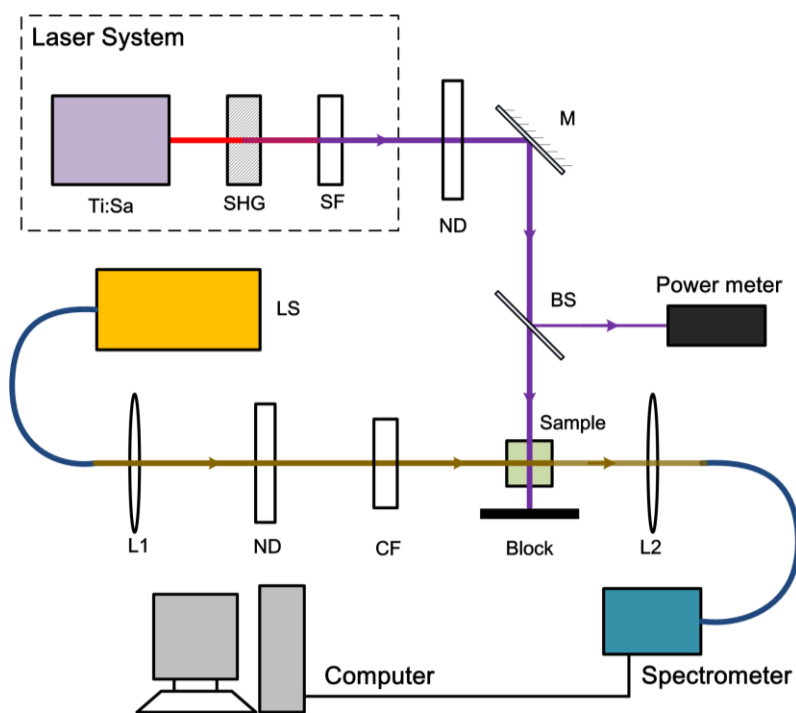 Laser System
M
Ti:Sa
SHG
SF
ND
BS
Power meter
LS
Sample
L1
ND
CF
Block
L2
Computer
Spectrometer